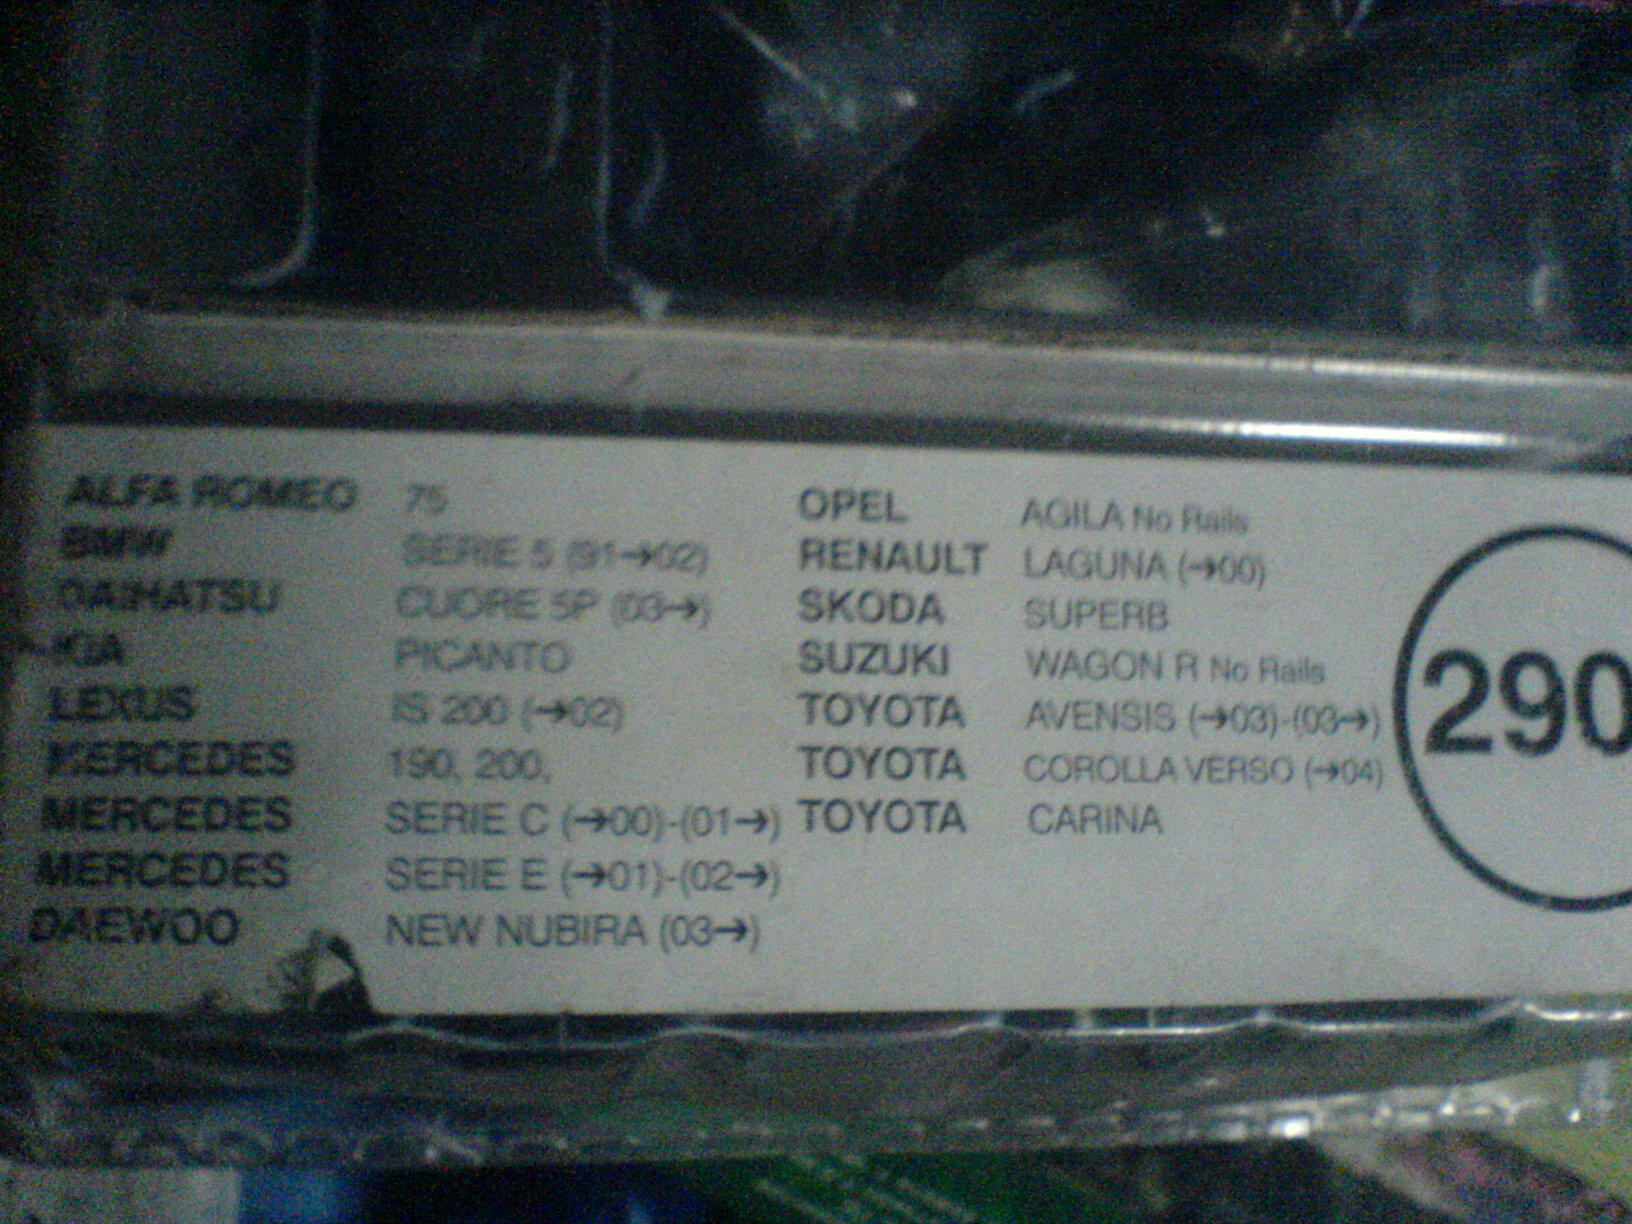 ALFA ROMEO 75
BMW SERIE 5 (91→02)
DAIHATSU CUORE 5P (03→)
KIA PICANTO
LEXUS IS 200 (→02)
MERCEDES 190, 200,
MERCEDES SERIE C (→00)-(01→)
MERCEDES SERIE E (→01)-(02→)
DAEWOO NEW NUBIRA (03→)
OPEL AGILA No Rails
RENAULT LAGUNA (→00)
SKODA SUPERB
SUZUKI WAGON R No Rails
TOYOTA AVENSIS (→03)-(03→)
TOYOTA COROLLA VERSO (→04)
TOYOTA CARINA
290